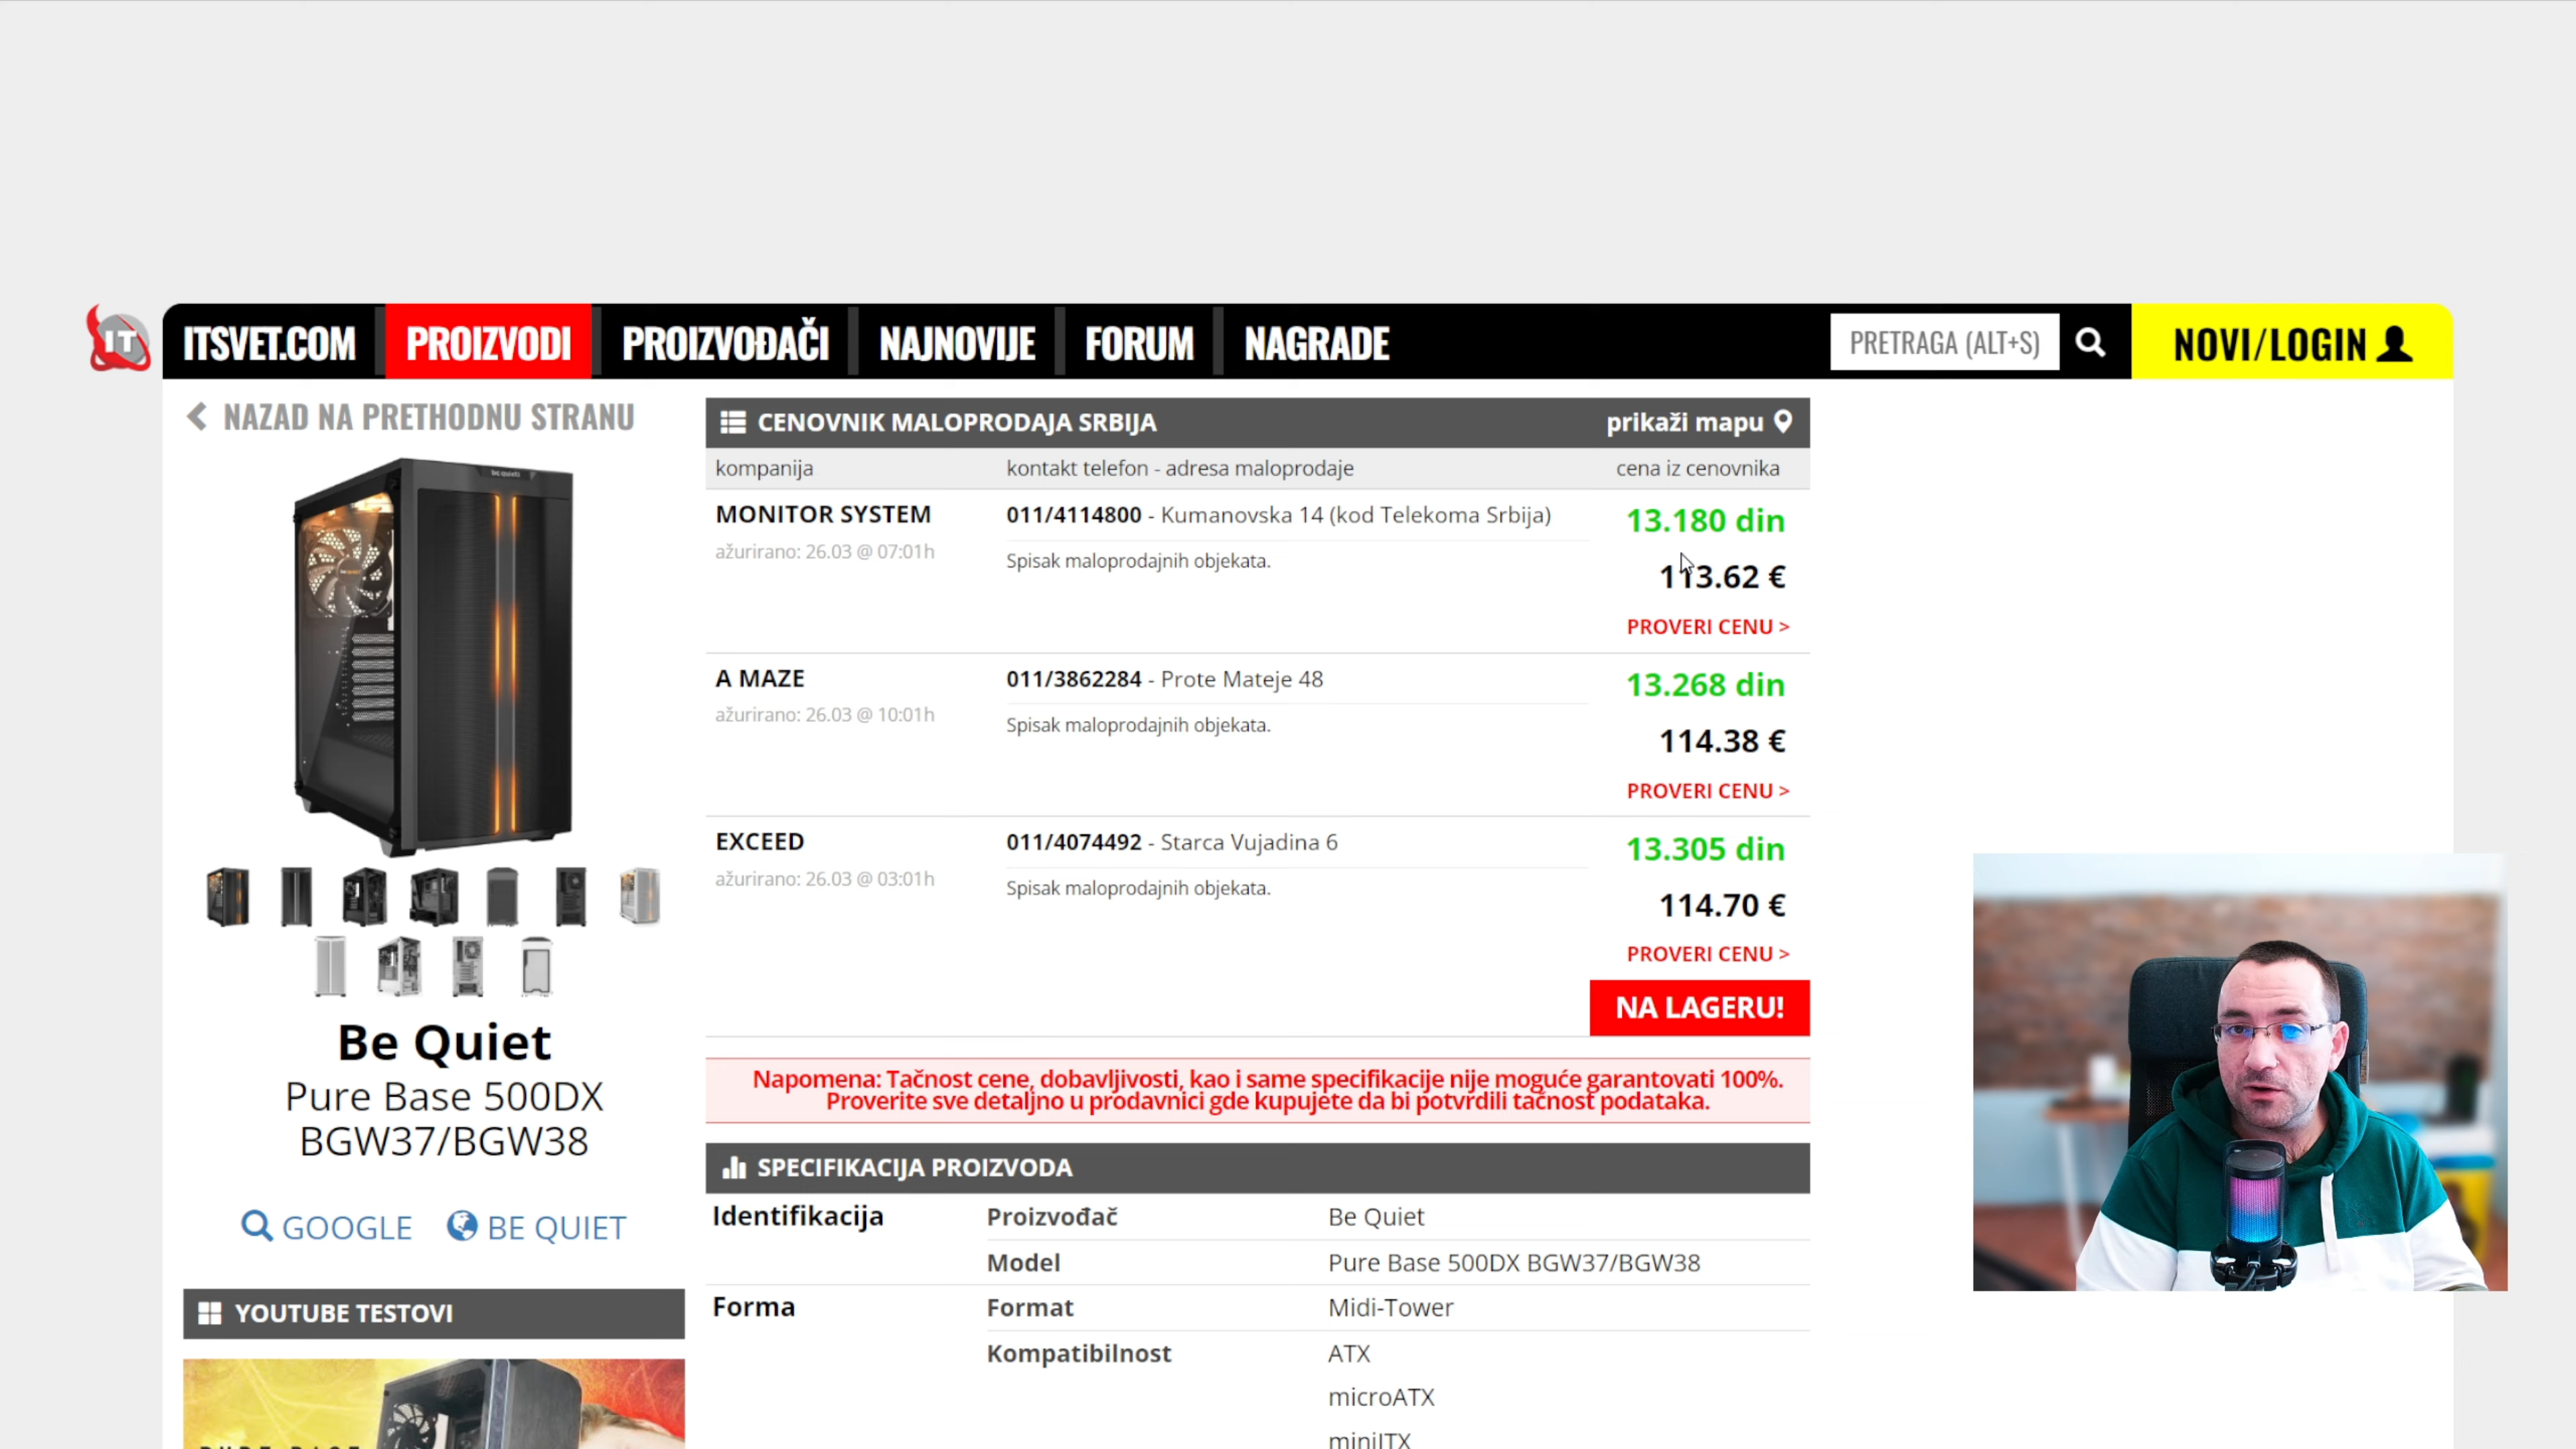 IT
ITSVET.COM
PROIZVODI
PROIZVOĐAČI
NAJNOVIJE
FORUM
NAGRADE
PRETRAGA (ALT+S)
NOVI/LOGIN
NAZAD NA PRETHODNU STRANU
be quiet!
Be Quiet
Pure Base 500DX
BGW37/BGW38
GOOGLE
BE QUIET
YOUTUBE TESTOVI
CENOVNIK MALOPRODAJA SRBIJA
prikaži mapu
kompanija
kontakt telefon - adresa maloprodaje
cena iz cenovnika
MONITOR SYSTEM
ažurirano: 26.03 @ 07:01h
011/4114800 - Kumanovska 14 (kod Telekoma Srbija)
Spisak maloprodajnih objekata.
13.180 din
113.62 €
PROVERI CENU >
A MAZE
ažurirano: 26.03 @ 10:01h
011/3862284 - Prote Mateje 48
Spisak maloprodajnih objekata.
13.268 din
114.38 €
PROVERI CENU >
EXCEED
ažurirano: 26.03 @ 03:01h
011/4074492 - Starca Vujadina 6
Spisak maloprodajnih objekata.
13.305 din
114.70 €
PROVERI CENU >
NA LAGERU!
Napomena: Tačnost cene, dobavljivosti, kao i same specifikacije nije moguće garantovati 100%.
Proverite sve detaljno u prodavnici gde kupujete da bi potvrdili tačnost podataka.
SPECIFIKACIJA PROIZVODA
Identifikacija
Proizvođač
Be Quiet
Model
Pure Base 500DX BGW37/BGW38
Forma
Format
Midi-Tower
Kompatibilnost
ATX
microATX
miniITX